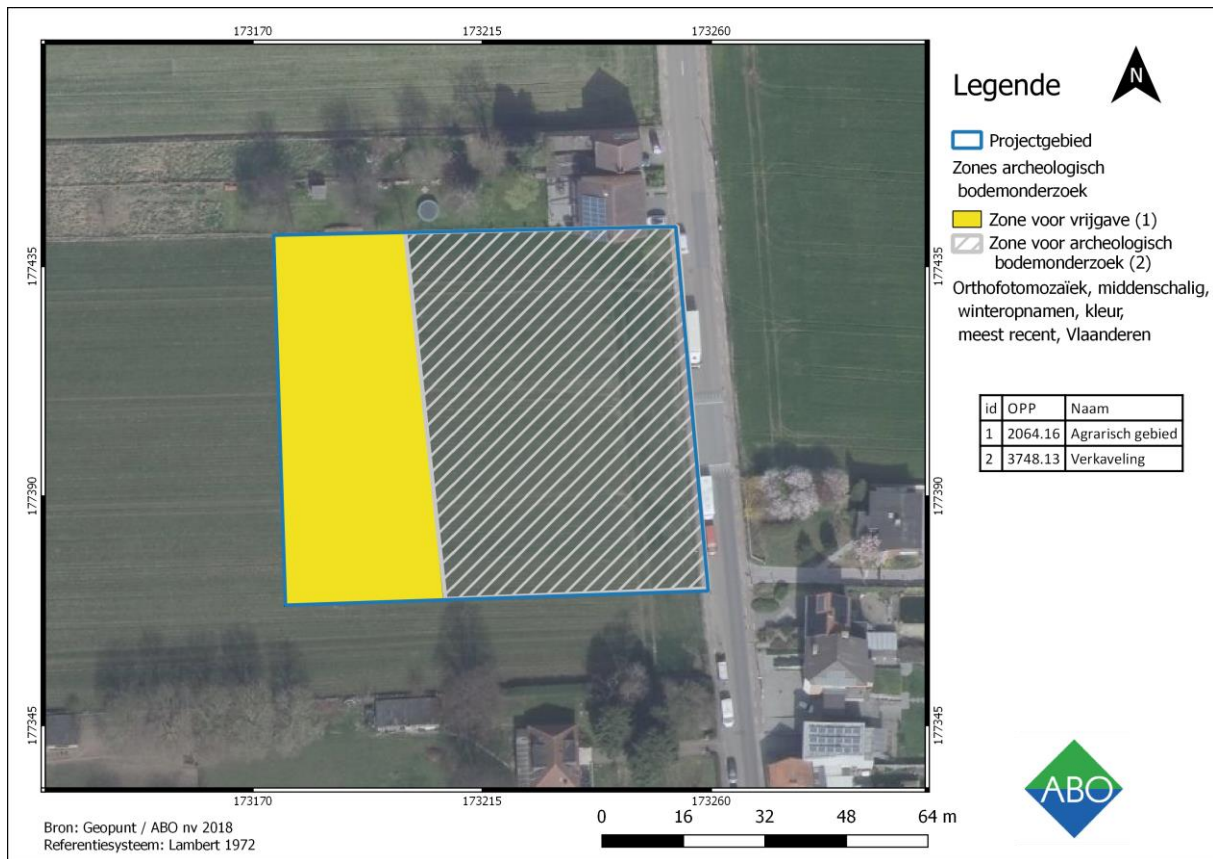 173170 173215 173260
177435
177390
177345
177435
177390
177345
173170 173215 173260
Legende
N
Projectgebied
Zones archeologisch
bodemonderzoek
Zone voor vrijgave (1)
Zone voor archeologisch
bodemonderzoek (2)
Orthofotomozaïek, middenschalig,
winteropnamen, kleur,
meest recent, Vlaanderen
id OPP Naam
1 2064.16 Agrarisch gebied
2 3748.13 Verkaveling
ABO
Bron: Geopunt / ABO nv 2018
Referentiesysteem: Lambert 1972
0 16 32 48 64 m